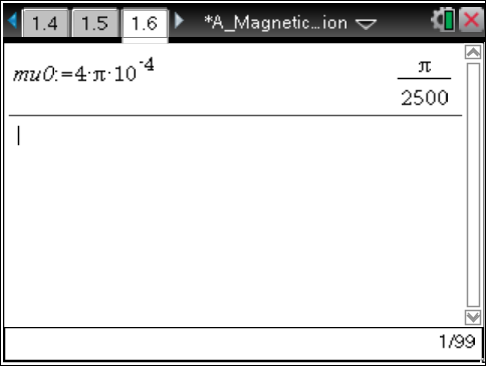 1.4 1.5 1.6 *A_Magnetic...ion
mu0:=4·π·10⁻⁴ π/2500
1/99